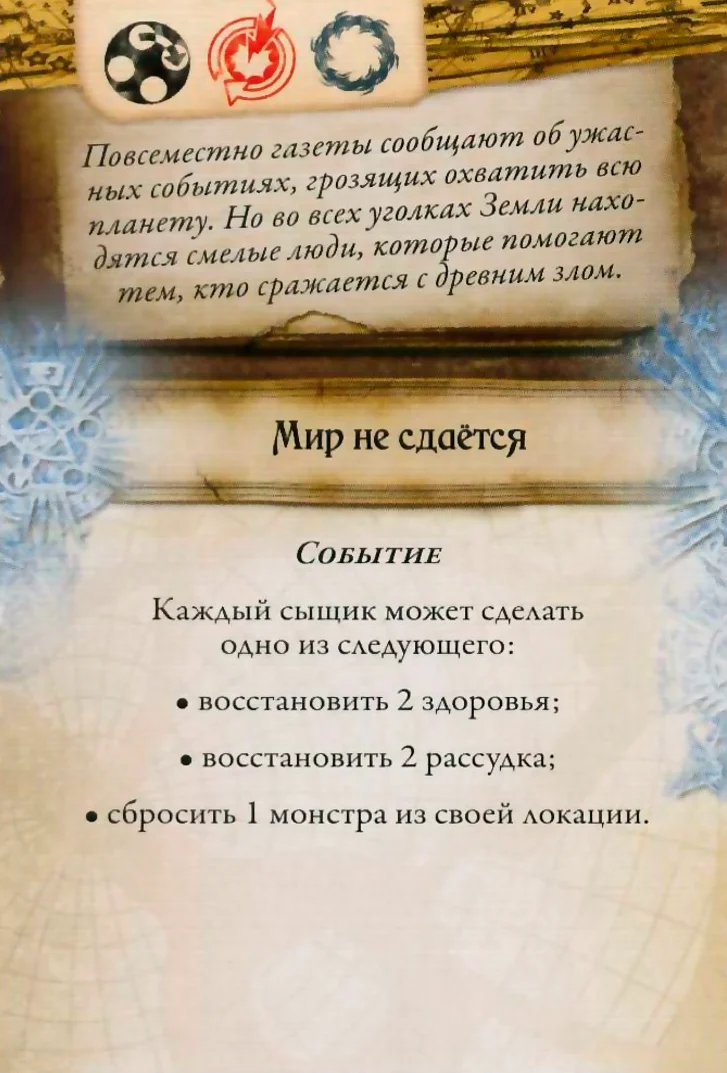 Повсеместно газеты сообщают об ужас-
ных событиях, грозящих охватить всю
планету. Но во всех уголках Земли нахо-
дятся смелые люди, которые помогают
тем, кто сражается с древним злом.
Мир не сдаётся
Событие
Каждый сыщик может сделать
одно из следующего:
• восстановить 2 здоровья;
• восстановить 2 рассудка;
• сбросить 1 монстра из своей локации.